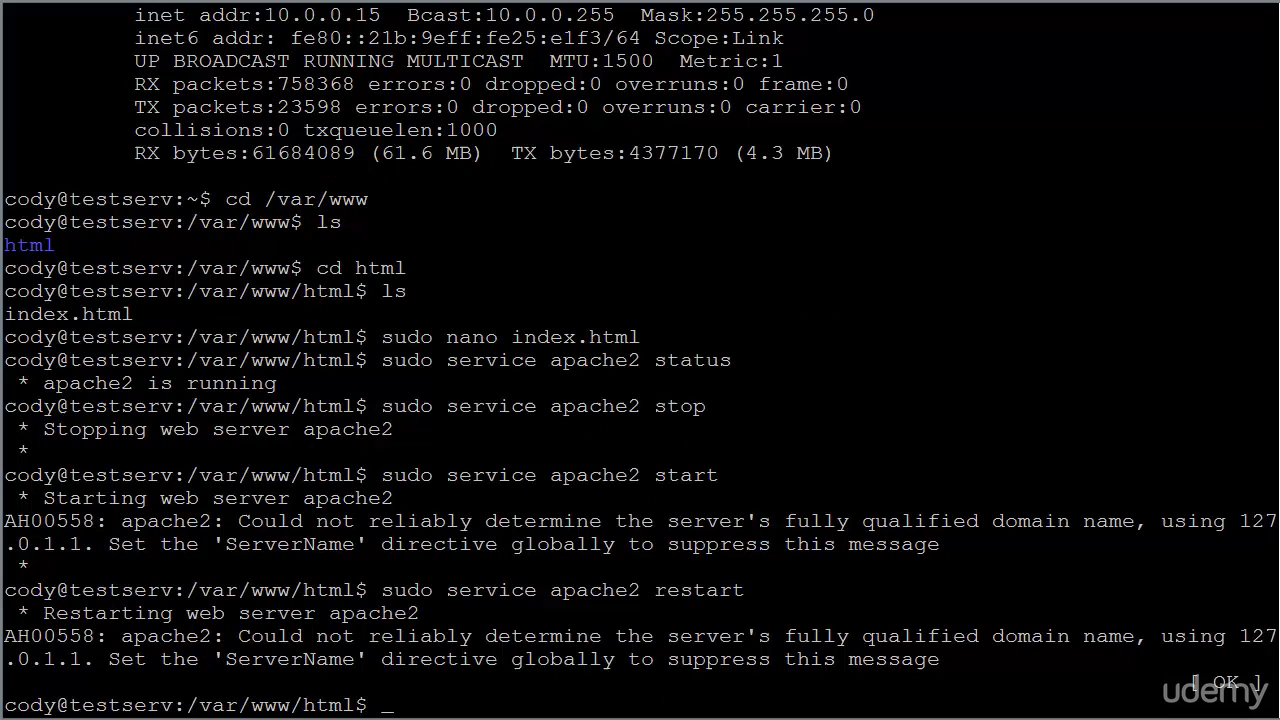 inet addr:10.0.0.15  Bcast:10.0.0.255  Mask:255.255.255.0
inet6 addr: fe80::21b:9eff:fe25:e1f3/64 Scope:Link
UP BROADCAST RUNNING MULTICAST  MTU:1500  Metric:1
RX packets:758368 errors:0 dropped:0 overruns:0 frame:0
TX packets:23598 errors:0 dropped:0 overruns:0 carrier:0
collisions:0 txqueuelen:1000
RX bytes:61684089 (61.6 MB)  TX bytes:4377170 (4.3 MB)
cody@testserv:~$ cd /var/www
cody@testserv:/var/www$ ls
html
cody@testserv:/var/www$ cd html
cody@testserv:/var/www/html$ ls
index.html
cody@testserv:/var/www/html$ sudo nano index.html
cody@testserv:/var/www/html$ sudo service apache2 status
* apache2 is running
cody@testserv:/var/www/html$ sudo service apache2 stop
* Stopping web server apache2
*
cody@testserv:/var/www/html$ sudo service apache2 start
* Starting web server apache2
AH00558: apache2: Could not reliably determine the server's fully qualified domain name, using 127
.0.1.1. Set the 'ServerName' directive globally to suppress this message
*
cody@testserv:/var/www/html$ sudo service apache2 restart
* Restarting web server apache2
AH00558: apache2: Could not reliably determine the server's fully qualified domain name, using 127
.0.1.1. Set the 'ServerName' directive globally to suppress this message
[ OK ]
udemy
cody@testserv:/var/www/html$ _